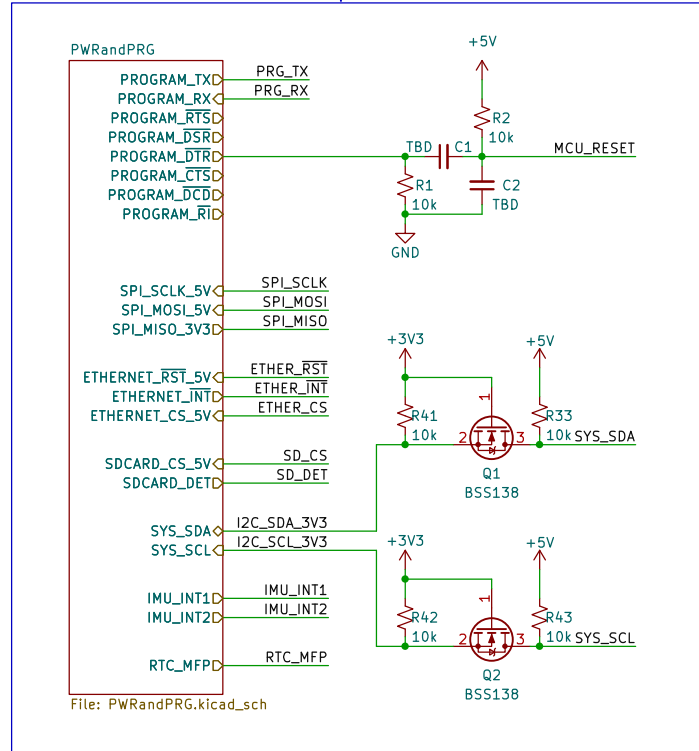 PWRandPRG
PROGRAM_TX
PRG_TX
PROGRAM_RX
PRG_RX
PROGRAM_RTS
PROGRAM_DSR
PROGRAM_DTR
PROGRAM_CTS
PROGRAM_DCD
PROGRAM_RI
+5V
R2
10k
TBD
C1
MCU_RESET
R1
10k
C2
TBD
GND
SPI_SCLK_5V
SPI_SCLK
SPI_MOSI_5V
SPI_MOSI
SPI_MISO_3V3
SPI_MISO
ETHERNET_RST_5V
ETHER_RST
ETHERNET_INT
ETHER_INT
ETHERNET_CS_5V
ETHER_CS
SDCARD_CS_5V
SD_CS
SDCARD_DET
SD_DET
SYS_SDA
I2C_SDA_3V3
SYS_SCL
I2C_SCL_3V3
IMU_INT1
IMU_INT1
IMU_INT2
IMU_INT2
RTC_MFP
RTC_MFP
File: PWRandPRG.kicad_sch
+3V3
+5V
1
R41
10k
2
3
R33
10k
SYS_SDA
Q1
BSS138
+3V3
+5V
1
R42
10k
2
3
R43
10k
SYS_SCL
Q2
BSS138